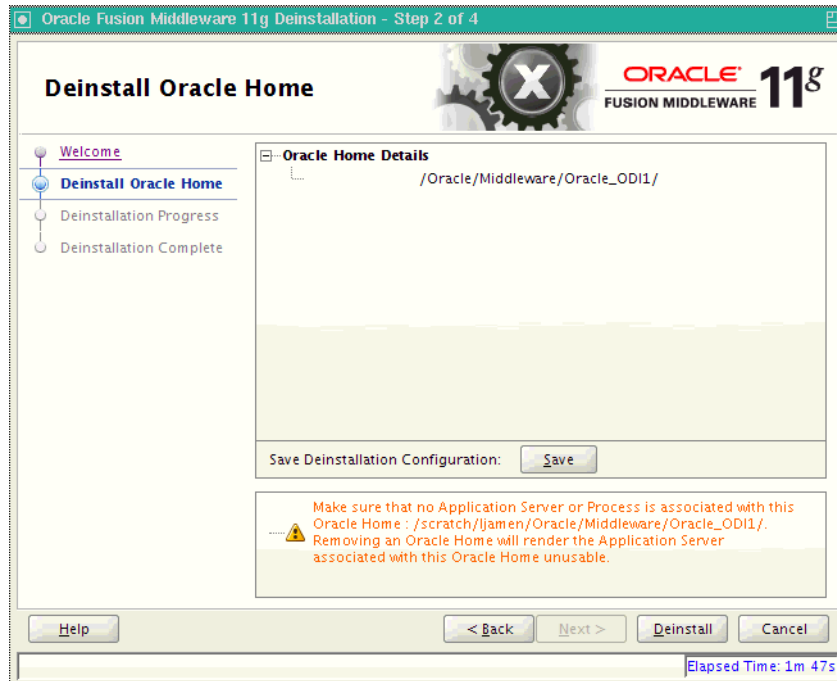 Oracle Fusion Middleware 11g Deinstallation - Step 2 of 4
Deinstall Oracle Home
X
ORACLE
FUSION MIDDLEWARE
11g
Welcome
Deinstall Oracle Home
Deinstallation Progress
Deinstallation Complete
Oracle Home Details
/Oracle/Middleware/Oracle_ODI1/
Save Deinstallation Configuration:
Save
Make sure that no Application Server or Process is associated with this
Oracle Home : /scratch/ljamen/Oracle/Middleware/Oracle_ODI1/.
Removing an Oracle Home will render the Application Server
associated with this Oracle Home unusable.
Help
< Back
Next >
Deinstall
Cancel
Elapsed Time: 1m 47s